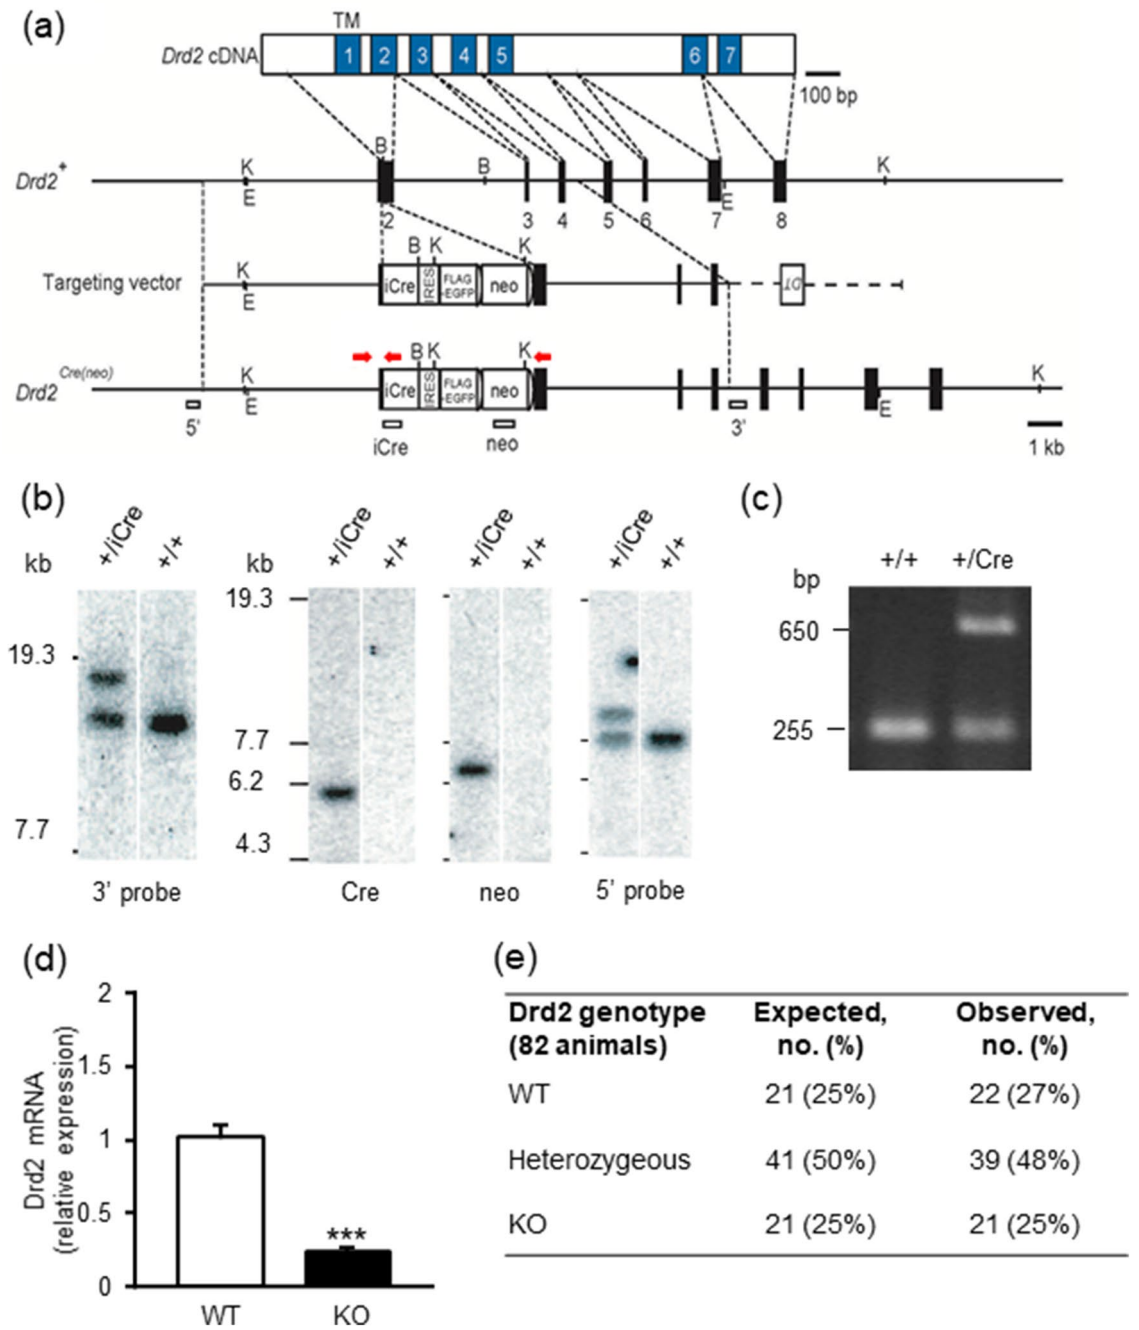 (a)
TM
Drd2 cDNA
1 2 3 4 5 6 7
100 bp
Drd2+
K E B B E K
2 3 4 5 6 7 8
Targeting vector
K E B K K
iCre IRES FLAG -EGFP neo DT
Drd2Cre(neo)
K E B K K E K
iCre IRES FLAG -EGFP neo
5' iCre neo 3'
1 kb
(b)
kb
+/iCre +/+
19.3
7.7
3' probe
kb
+/iCre +/+
19.3
7.7
6.2
4.3
Cre
+/iCre +/+
neo
+/iCre +/+
5' probe
(c)
bp
+/+ +/Cre
650
255
(d)
Drd2 mRNA
(relative expression)
2
1.5
1
0.5
0
***
WT KO
(e)
Drd2 genotype Expected, Observed,
(82 animals) no. (%) no. (%)
WT 21 (25%) 22 (27%)
Heterozygeous 41 (50%) 39 (48%)
KO 21 (25%) 21 (25%)